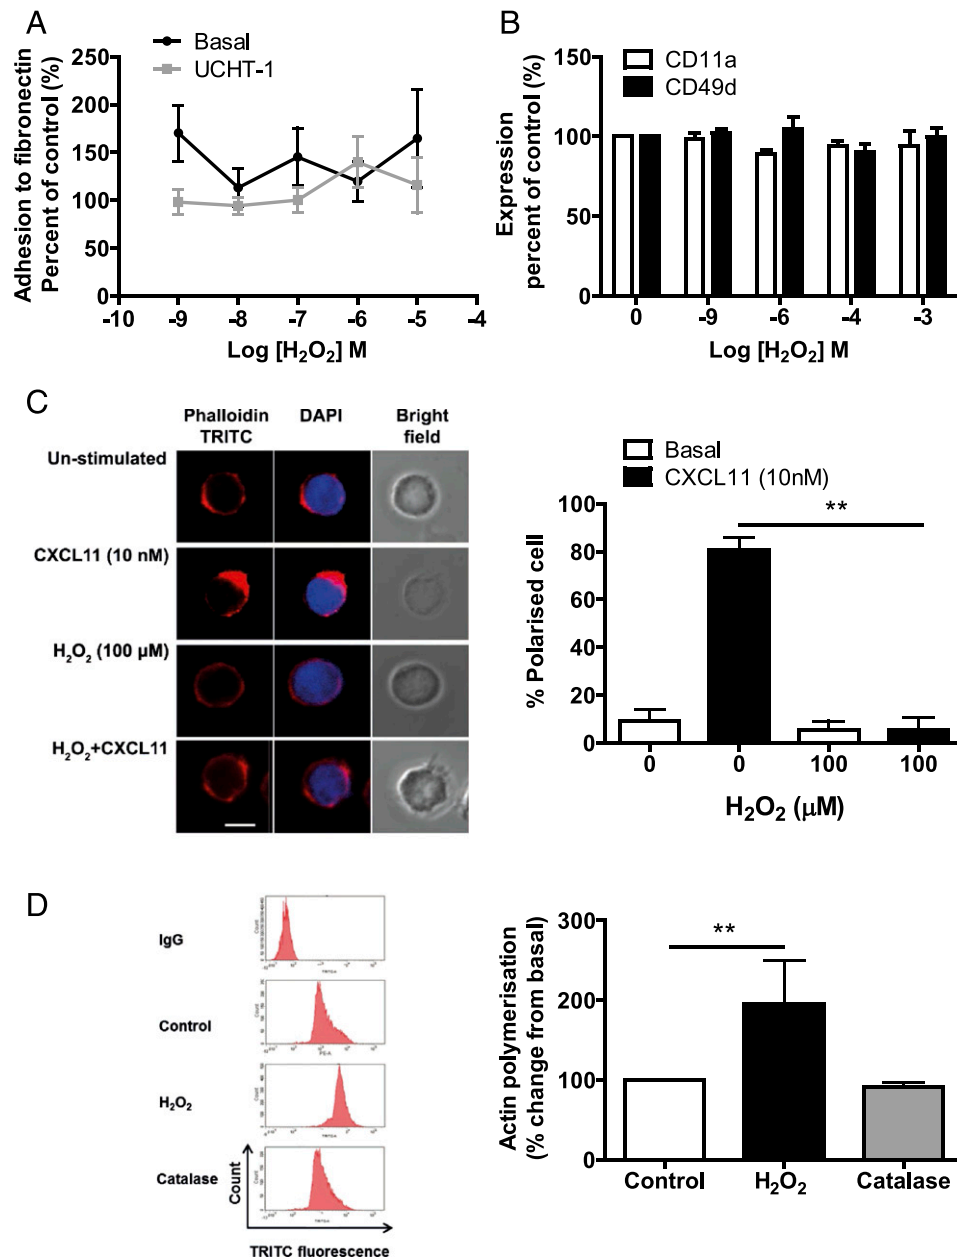 A
Basal
UCHT-1
Adhesion to fibronectin
Percent of control (%)
250
200
150
100
50
0
-10 -9 -8 -7 -6 -5 -4
Log [H₂O₂] M
B
CD11a
CD49d
Expression
percent of control (%)
150
100
50
0
0 -9 -6 -4 -3
Log [H₂O₂] M
C
Phalloidin
TRITC
DAPI
Bright
field
Un-stimulated
CXCL11 (10 nM)
H₂O₂ (100 µM)
H₂O₂+CXCL11
Basal
CXCL11 (10nM)
**
% Polarised cell
100
80
60
40
20
0
0 0 100 100
H₂O₂ (µM)
D
IgG
Control
H₂O₂
Catalase
Count
TRITC fluorescence
Actin polymerisation
(% change from basal)
300
200
100
0
**
Control H₂O₂ Catalase